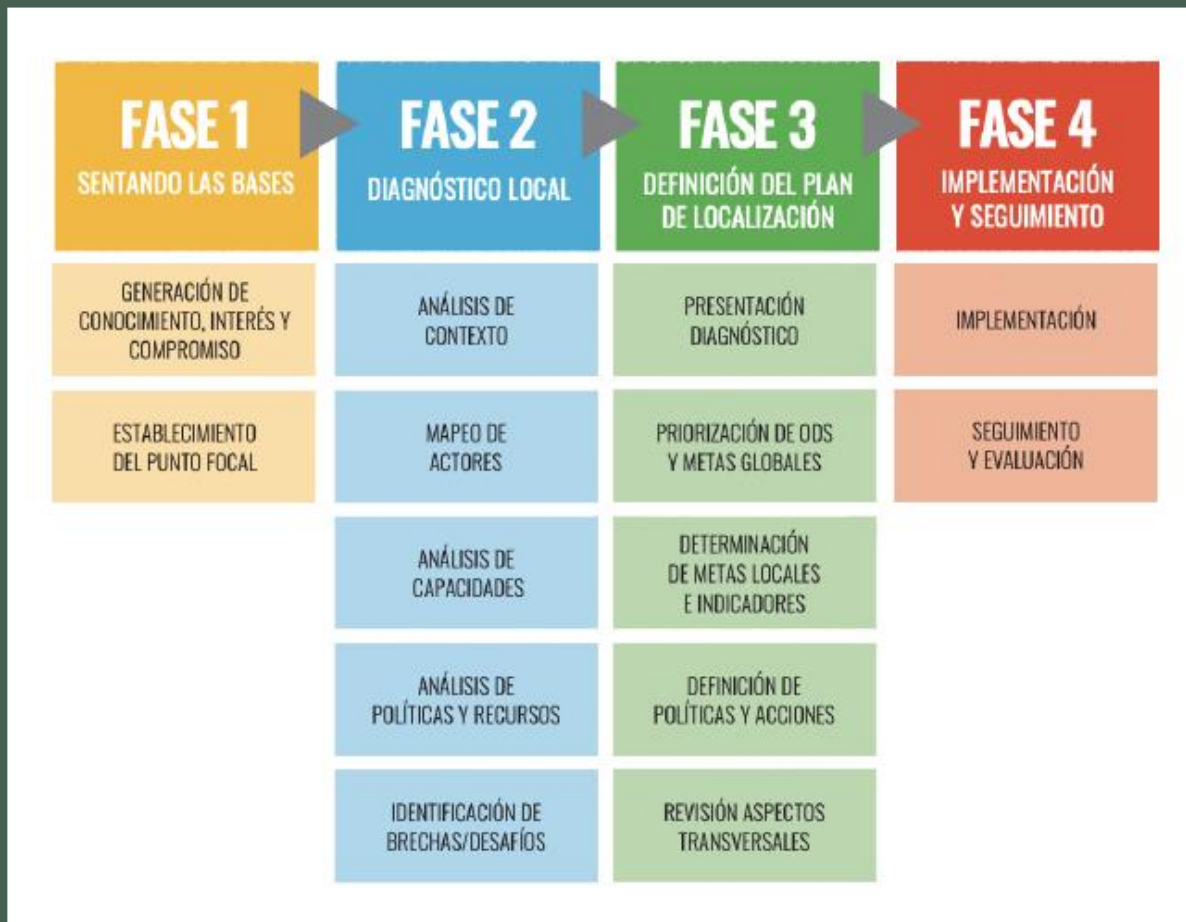 FASE 1
SENTANDO LAS BASES
GENERACIÓN DE
CONOCIMIENTO, INTERÉS Y
COMPROMISO
ESTABLECIMIENTO
DEL PUNTO FOCAL
FASE 2
DIAGNÓSTICO LOCAL
ANÁLISIS DE
CONTEXTO
MAPEO DE
ACTORES
ANÁLISIS DE
CAPACIDADES
ANÁLISIS DE
POLÍTICAS Y RECURSOS
IDENTIFICACIÓN DE
BRECHAS/DESAFÍOS
FASE 3
DEFINICIÓN DEL PLAN
DE LOCALIZACIÓN
PRESENTACIÓN
DIAGNÓSTICO
PRIORIZACIÓN DE ODS
Y METAS GLOBALES
DETERMINACIÓN
DE METAS LOCALES
E INDICADORES
DEFINICIÓN DE
POLÍTICAS Y ACCIONES
REVISIÓN ASPECTOS
TRANSVERSALES
FASE 4
IMPLEMENTACIÓN
Y SEGUIMIENTO
IMPLEMENTACIÓN
SEGUIMIENTO
Y EVALUACIÓN